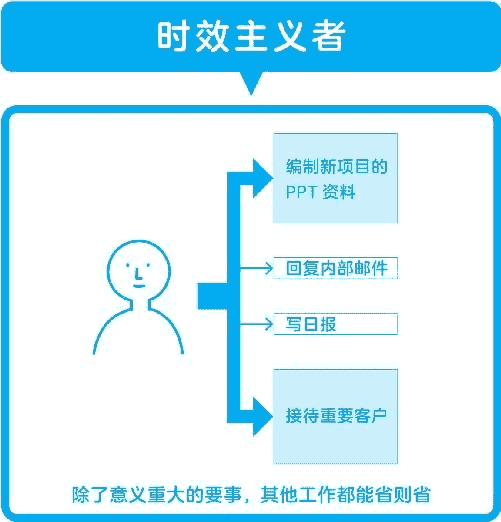 时效主义者
编制新项目的
PPT 资料
回复内部邮件
写日报
接待重要客户
除了意义重大的要事，其他工作都能省则省